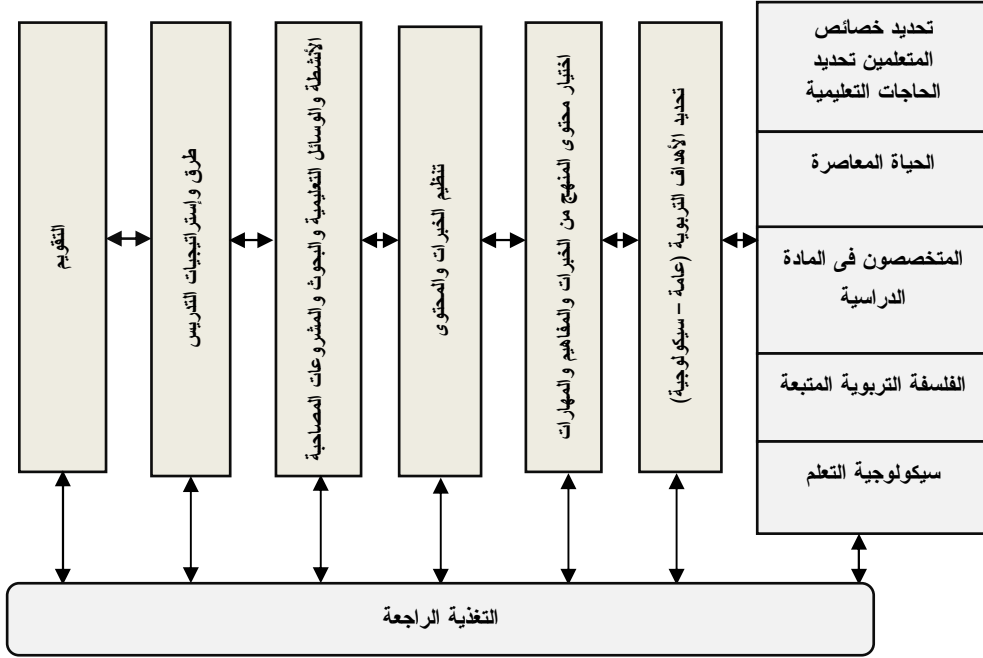 تحديد خصائص
المتعلمين تحديد
الحاجات التعليمية
الحياة المعاصرة
المتخصصون فى المادة
الدراسية
الفلسفة التربوية المتبعة
سيكولوجية التعلم
تحديد الأهداف التربوية (عامة – سيكولوجية)
اختيار محتوى المنهج من الخبرات والمفاهيم والمهارات
تنظيم الخبرات والمحتوى
الأنشطة والوسائل التعليمية والبحوث والمشروعات المصاحبة
طرق وإستراتيجيات التدريس
التقويم
التغذية الراجعة